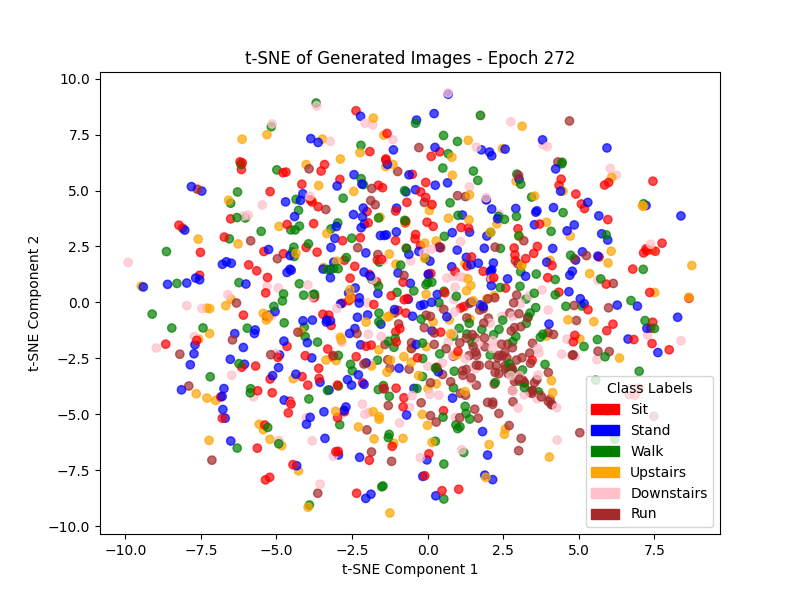 t-SNE of Generated Images - Epoch 272
10.0
7.5
5.0
2.5
0.0
−2.5
−5.0
−7.5
−10.0
t-SNE Component 2
−10.0 −7.5 −5.0 −2.5 0.0 2.5 5.0 7.5
t-SNE Component 1
Class Labels
Sit
Stand
Walk
Upstairs
Downstairs
Run